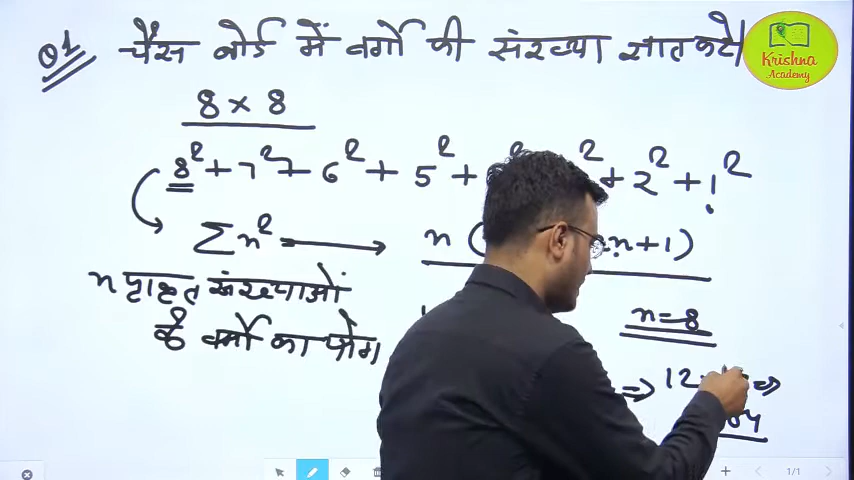 Q1 चैस बोर्ड में वर्गो की संख्या ज्ञात करो|
Krishna
Academy
8 × 8
8² + 7² + 6² + 5² + ² + 2² + 1²
Σn² → n ( n + 1 )
n प्राकृत संख्याओं
के वर्गो का योग
n = 8
⇒ 12 ⇒
1/1